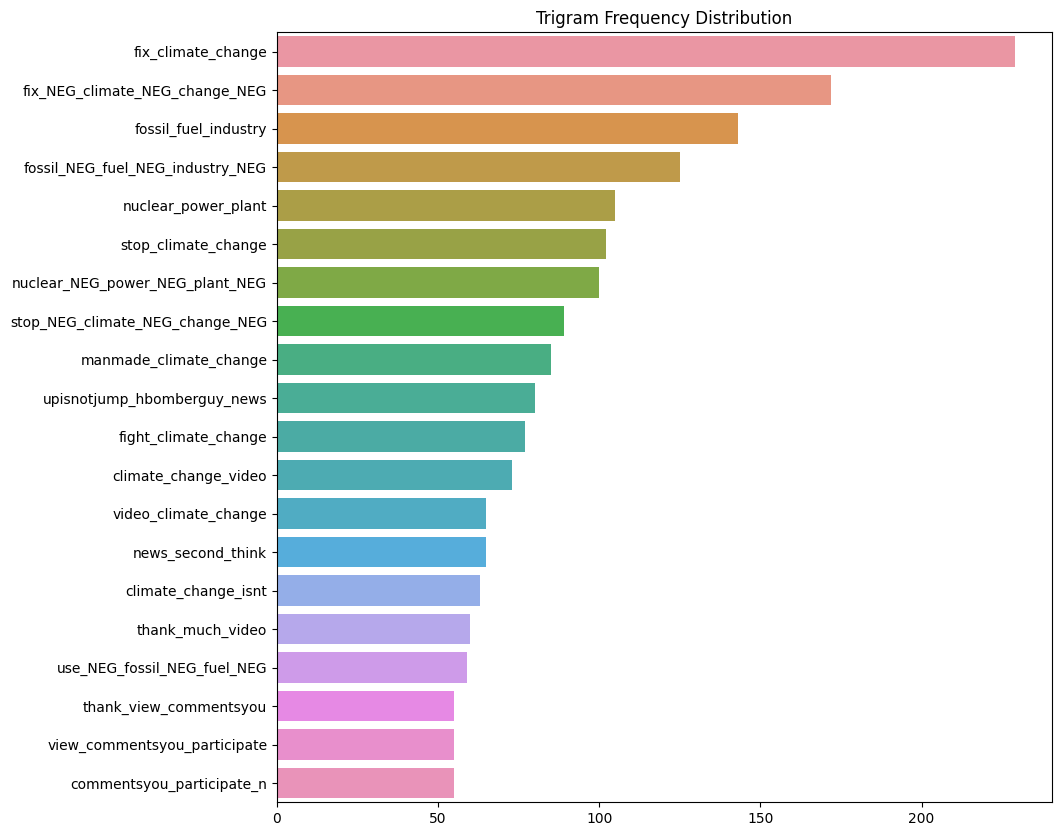 Trigram Frequency Distribution
fix_climate_change
fix_NEG_climate_NEG_change_NEG
fossil_fuel_industry
fossil_NEG_fuel_NEG_industry_NEG
nuclear_power_plant
stop_climate_change
nuclear_NEG_power_NEG_plant_NEG
stop_NEG_climate_NEG_change_NEG
manmade_climate_change
upisnotjump_hbomberguy_news
fight_climate_change
climate_change_video
video_climate_change
news_second_think
climate_change_isnt
thank_much_video
use_NEG_fossil_NEG_fuel_NEG
thank_view_commentsyou
view_commentsyou_participate
commentsyou_participate_n
0 50 100 150 200